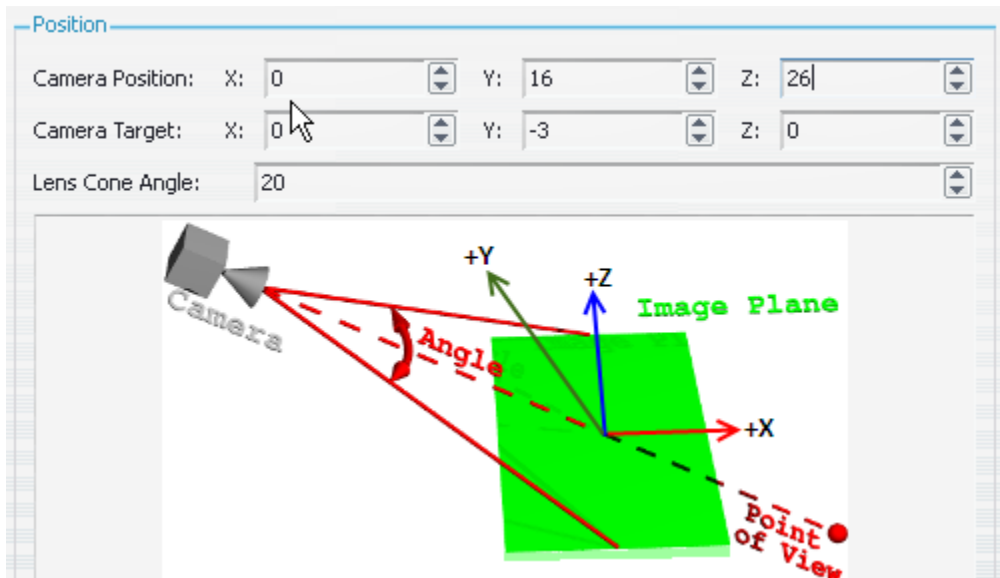 Position
Camera Position: X: 0 Y: 16 Z: 26
Camera Target: X: 0 Y: -3 Z: 0
Lens Cone Angle: 20
+Y
+Z
Image Plane
Camera
Angle
+X
Point
of View